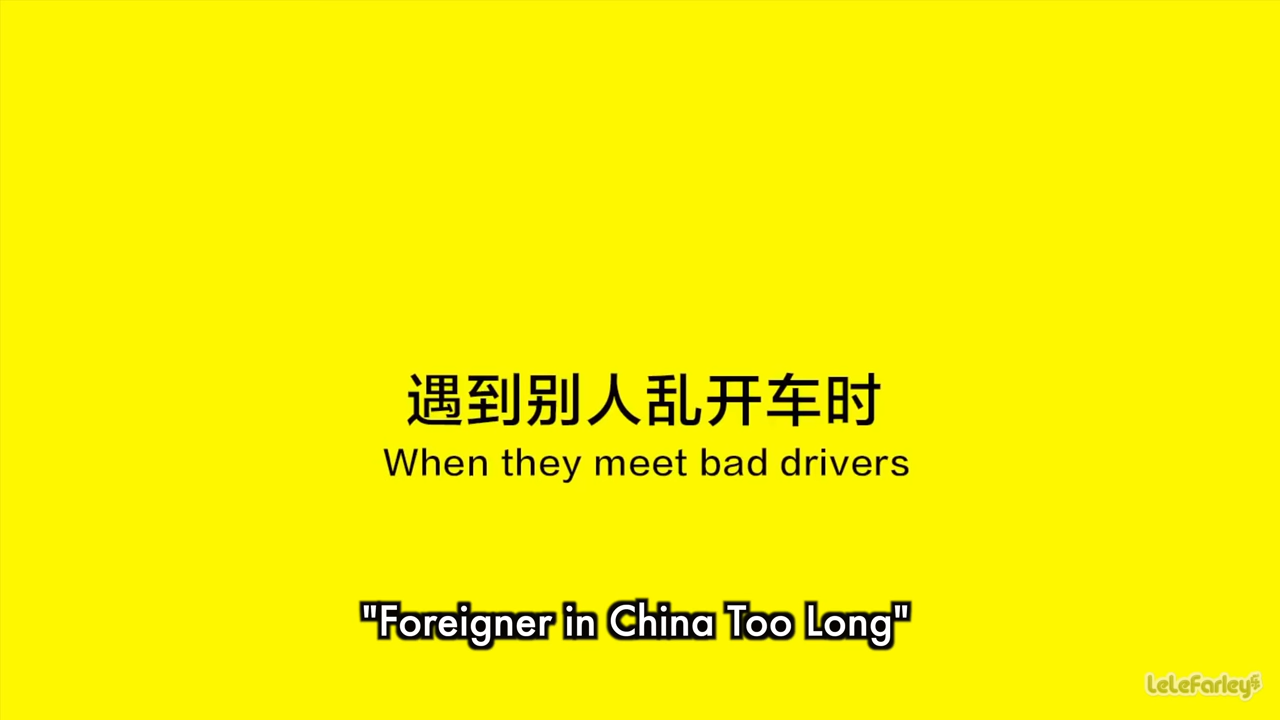 遇到别人乱开车时
When they meet bad drivers
"Foreigner in China Too Long"
LeLeFarley